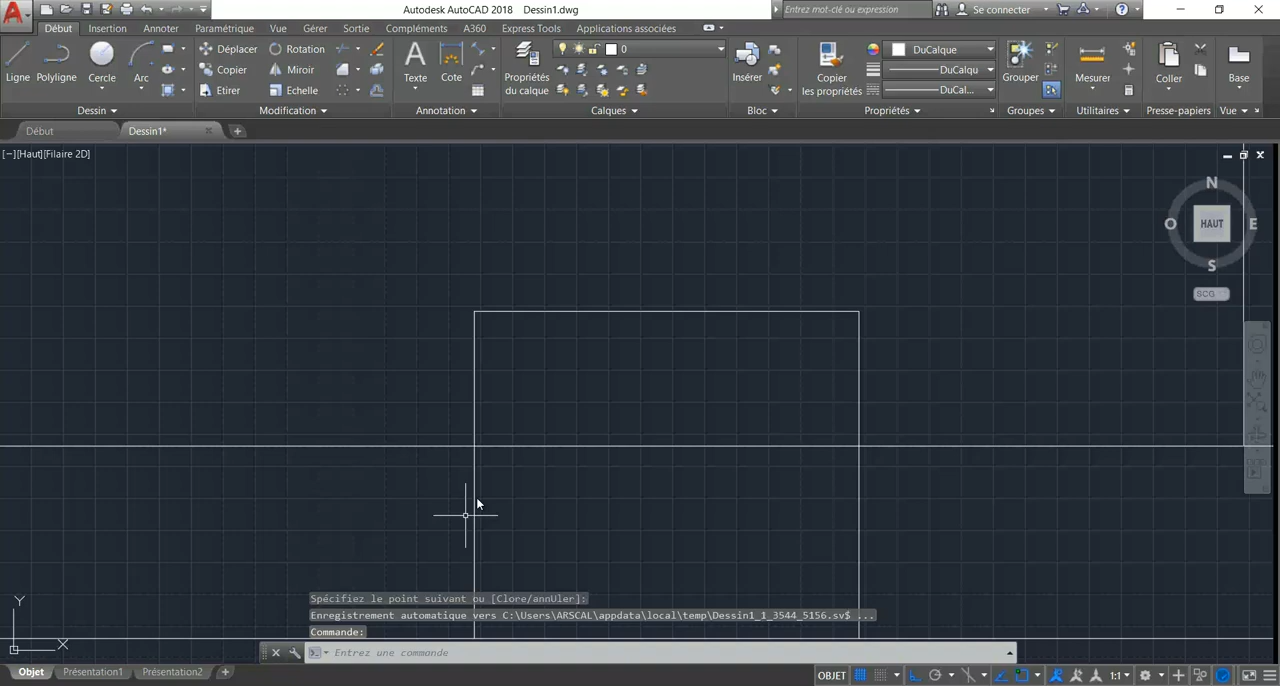 Autodesk AutoCAD 2018 Dessin1.dwg
Entrez mot-clé ou expression
Se connecter
Début Insertion Annoter Paramétrique Vue Gérer Sortie Compléments A360 Express Tools Applications associées
Ligne Polyligne Cercle Arc
Déplacer Rotation
Copier Miroir
Etirer Echelle
Texte Cote
Propriétés
du calque
0
Insérer
Copier
les propriétés
DuCalque
DuCalqu
DuCal...
Grouper
Mesurer
Coller
Base
Dessin Modification Annotation Calques Bloc Propriétés Groupes Utilitaires Presse-papiers Vue
Début Dessin1*
[−][Haut][Filaire 2D]
N
O HAUT E
S
SCG
Spécifiez le point suivant ou [Clore/annUler]:
Enregistrement automatique vers C:\Users\ARSCAL\appdata\local\temp\Dessin1_1_3544_5156.sv$ ...
Commande:
Y
X
Entrez une commande
Objet Présentation1 Présentation2
OBJET
1:1